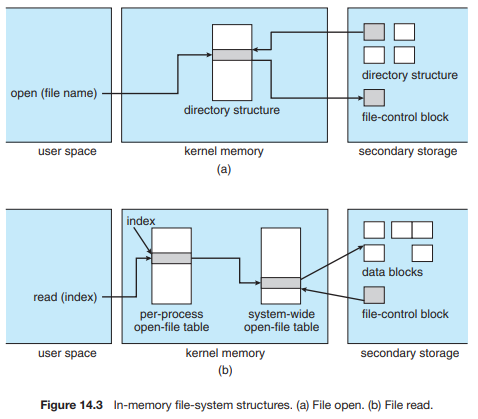 directory structure
open (file name)
directory structure
file-control block
user space
kernel memory
secondary storage
(a)
index
data blocks
read (index)
per-process
open-file table
system-wide
open-file table
file-control block
user space
kernel memory
secondary storage
(b)
Figure 14.3 In-memory file-system structures. (a) File open. (b) File read.